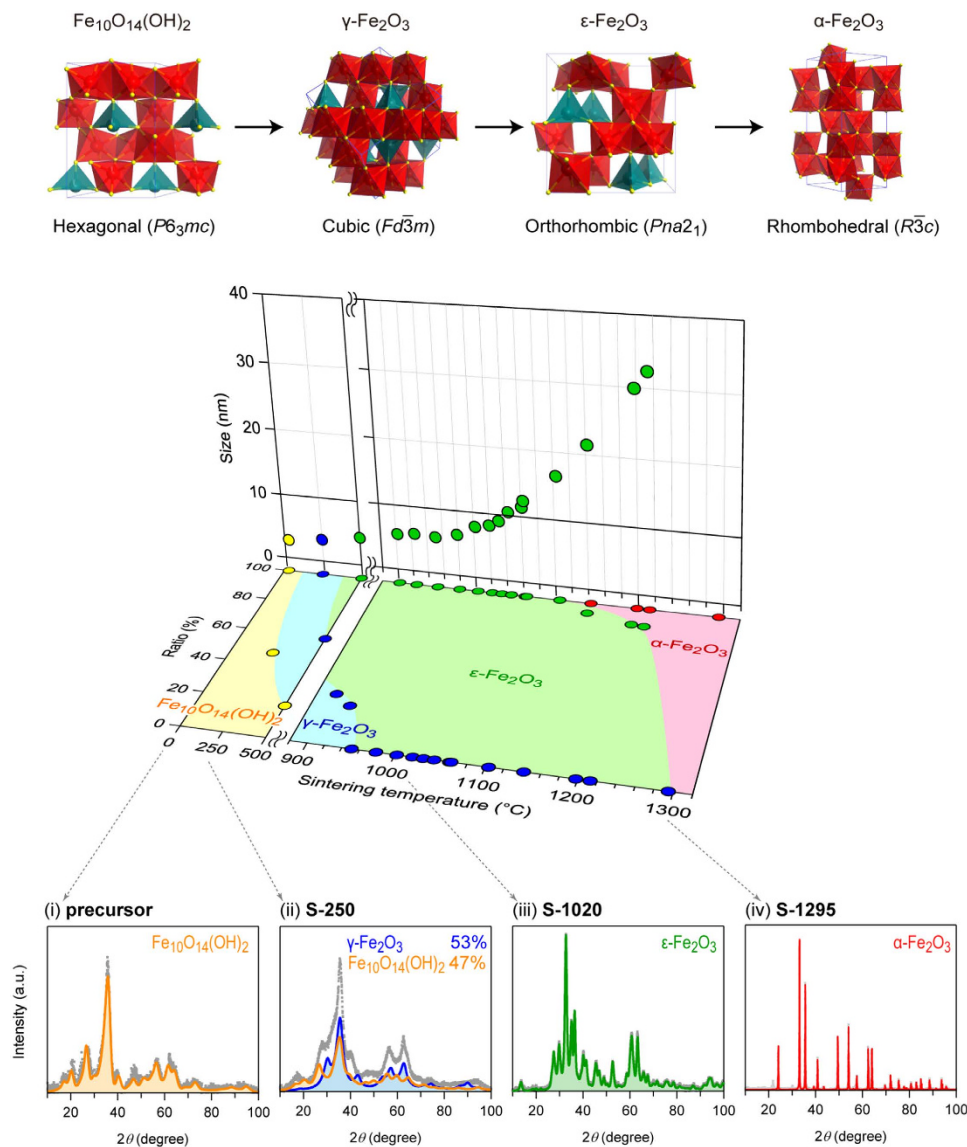 Fe10O14(OH)2 γ-Fe2O3 ε-Fe2O3 α-Fe2O3
Hexagonal (P63mc) Cubic (Fd3̅m) Orthorhombic (Pna21) Rhombohedral (R3̅c)
40
30
20
10
0
Size (nm)
100
80
60
40
20
0
Ratio (%)
Fe10O14(OH)2
γ-Fe2O3
ε-Fe2O3
α-Fe2O3
0 250 500 900 1000 1100 1200 1300
Sintering temperature (°C)
(i) precursor (ii) S-250 (iii) S-1020 (iv) S-1295
Fe10O14(OH)2
γ-Fe2O3 53%
Fe10O14(OH)2 47%
ε-Fe2O3
α-Fe2O3
Intensity (a.u.)
20 40 60 80 100
20 40 60 80 100
20 40 60 80 100
20 40 60 80 100
2θ (degree) 2θ (degree) 2θ (degree) 2θ (degree)